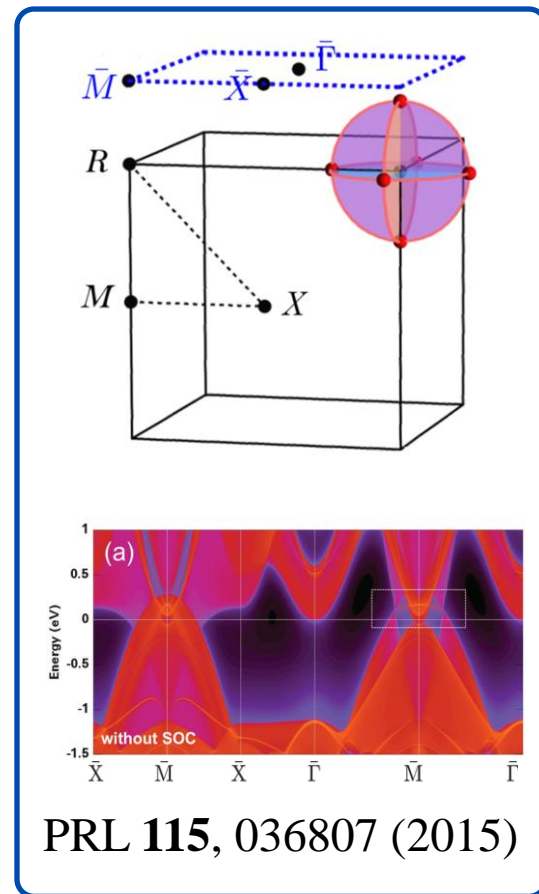 M̄ X̄ Γ̄
R
M X
(a)
1
0.5
0
-0.5
-1
-1.5
Energy (eV)
without SOC
X̄ M̄ X̄ Γ̄ M̄ Γ̄
PRL 115, 036807 (2015)